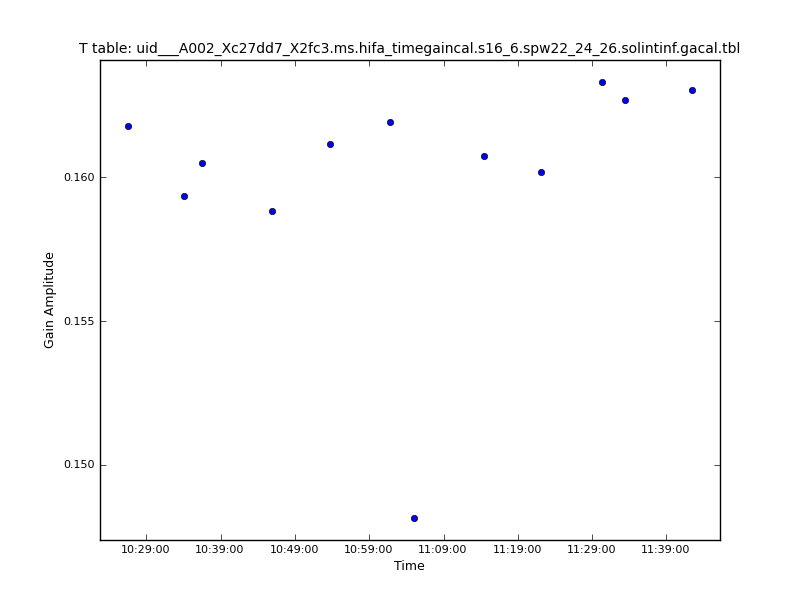 T table: uid___A002_Xc27dd7_X2fc3.ms.hifa_timegaincal.s16_6.spw22_24_26.solintinf.gacal.tbl
0.160
0.155
0.150
Gain Amplitude
10:29:00 10:39:00 10:49:00 10:59:00 11:09:00 11:19:00 11:29:00 11:39:00
Time